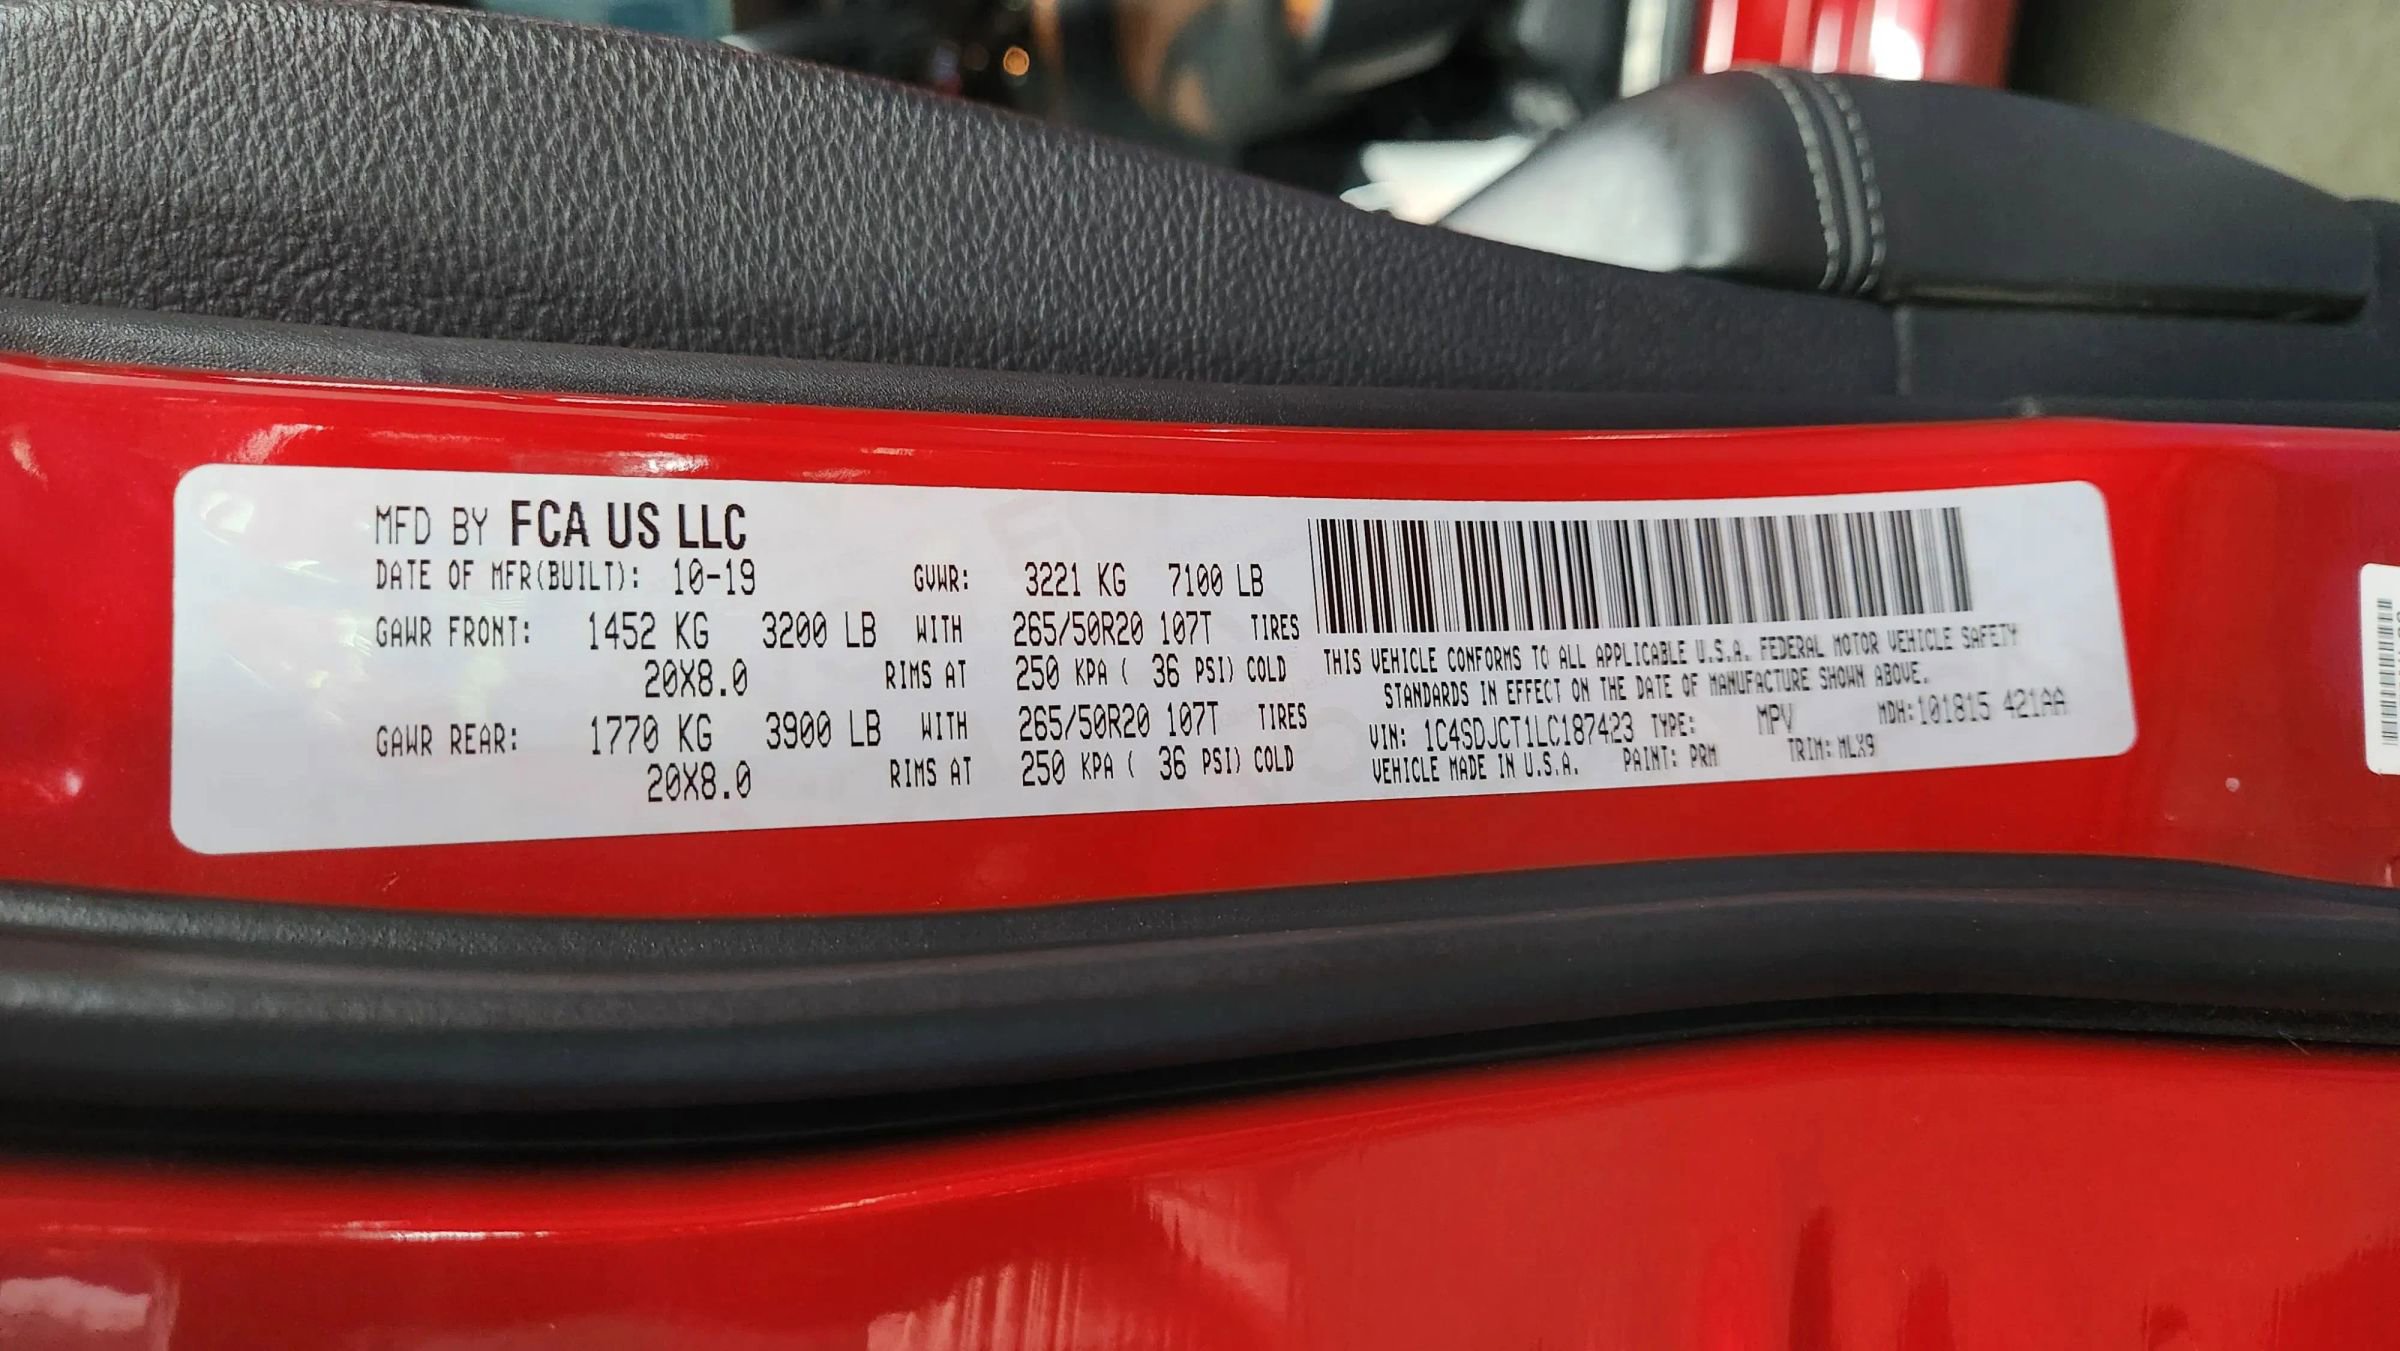 MFD BY FCA US LLC
DATE OF MFR(BUILT): 10-19 GVWR: 3221 KG 7100 LB
GAWR FRONT: 1452 KG 3200 LB WITH 265/50R20 107T TIRES
20X8.0 RIMS AT 250 KPA ( 36 PSI) COLD
GAWR REAR: 1770 KG 3900 LB WITH 265/50R20 107T TIRES
20X8.0 RIMS AT 250 KPA ( 36 PSI) COLD
THIS VEHICLE CONFORMS TO ALL APPLICABLE U.S.A. FEDERAL MOTOR VEHICLE SAFETY
STANDARDS IN EFFECT ON THE DATE OF MANUFACTURE SHOWN ABOVE.
VIN: 1C4SDJCT1LC187423 TYPE: MPV MDH:101815 421AA
VEHICLE MADE IN U.S.A. PAINT: PRM TRIM: MLX9